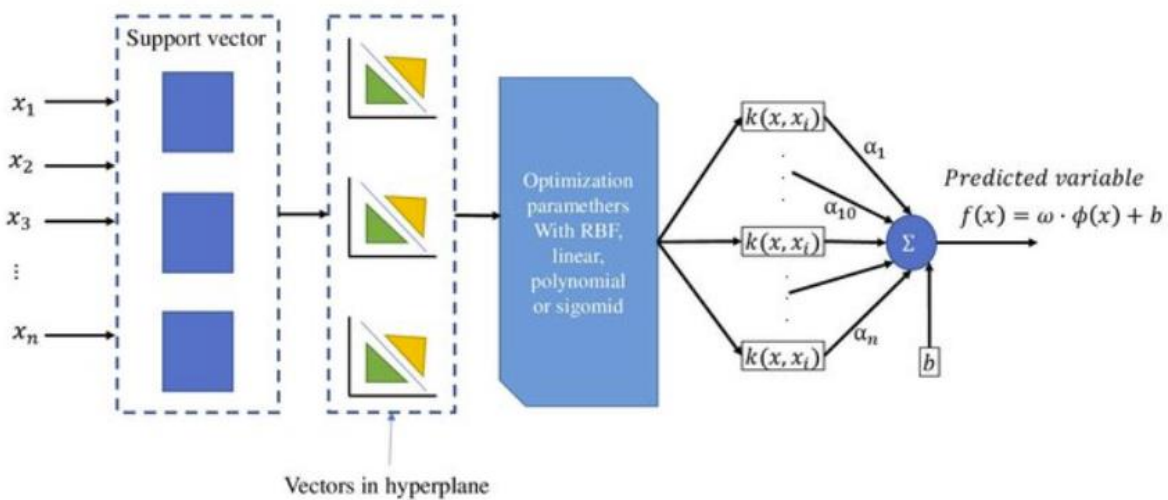 Support vector
x₁
x₂
x₃
⋮
xₙ
Vectors in hyperplane
Optimization
paramethers
With RBF,
linear,
polynomial
or sigomid
k(x, xᵢ)
k(x, xᵢ)
k(x, xᵢ)
α₁
α₁₀
αₙ
Σ
b
Predicted variable
f(x) = ω · ϕ(x) + b